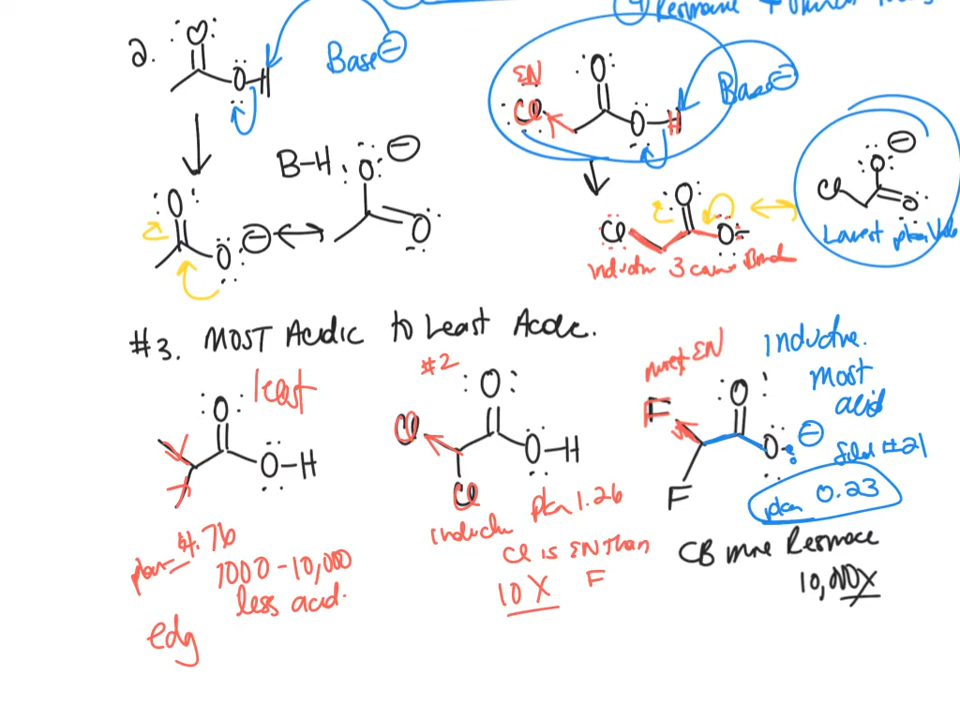 ④ Resonance +
2. :O:
O-H
Base ⊖
EN
:Cl:
:O:
O-H
Base ⊖
B-H
:O: ⊖
:O:
O: ⊖
O:
Cl
:O:
O:
inductive 3 Bond
Cl
:O: ⊖
O:
Lowest pka Value
#3. MOST Acidic to Least Acidic.
least
:O:
O-H
pka = 4.76
1000-10,000
less acid.
edg
#2
:O:
Cl
O-H
Cl
inductive pka 1.26
Cl is EN Than
10 X F
most EN
Inductive.
most
acid
F
:O:
O: ⊖
F
pka 0.23
CB more Resonance
10,000X